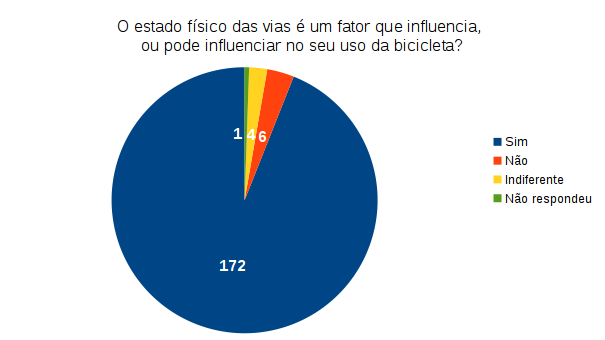 O estado físico das vias é um fator que influencia,
ou pode influenciar no seu uso da bicicleta?
1 4 6
172
Sim
Não
Indiferente
Não respondeu